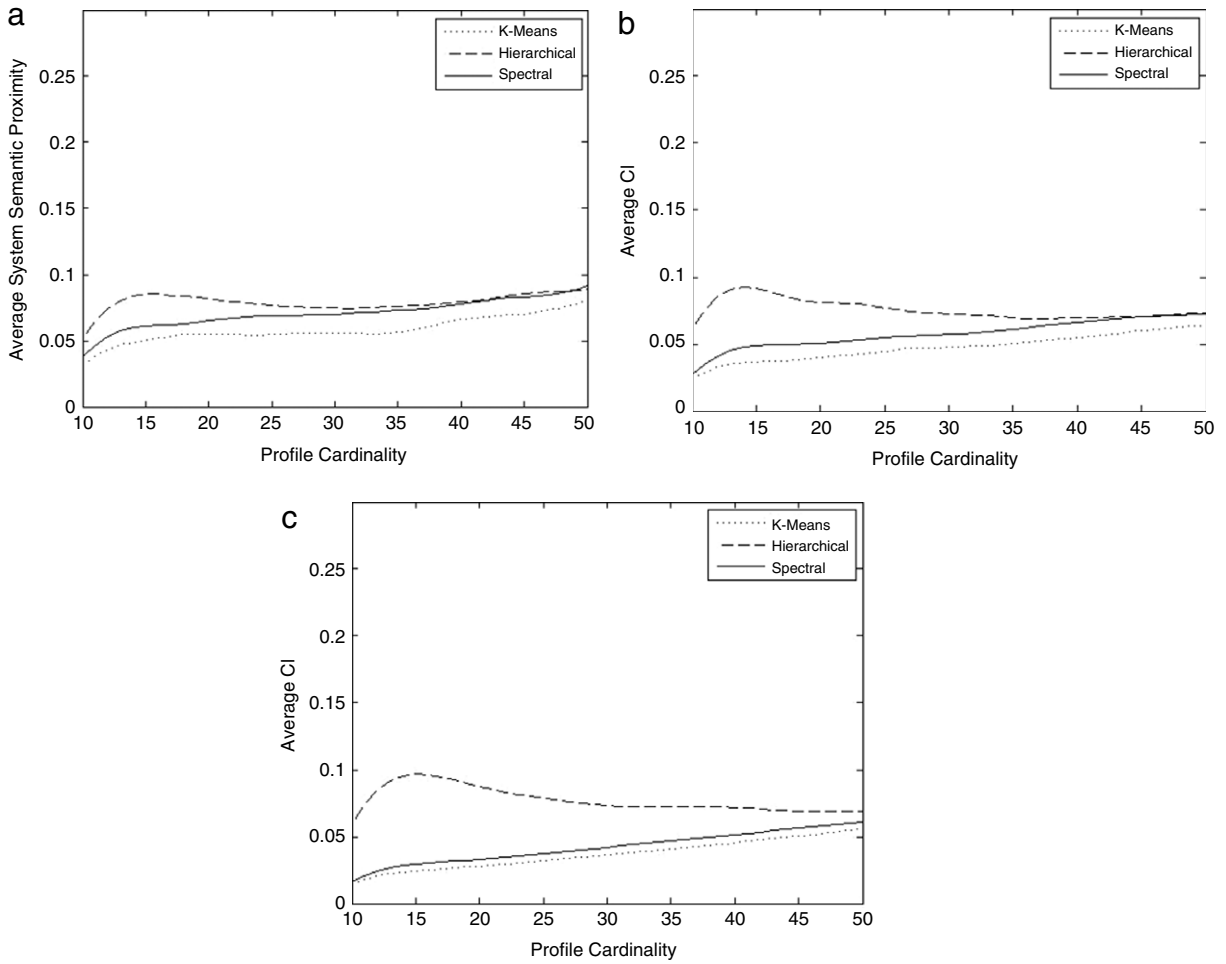 a
K-Means
Hierarchical
Spectral
Average System Semantic Proximity
0.25
0.2
0.15
0.1
0.05
0
10 15 20 25 30 35 40 45 50
Profile Cardinality
b
K-Means
Hierarchical
Spectral
Average CI
0.25
0.2
0.15
0.1
0.05
0
10 15 20 25 30 35 40 45 50
Profile Cardinality
c
K-Means
Hierarchical
Spectral
Average CI
0.25
0.2
0.15
0.1
0.05
0
10 15 20 25 30 35 40 45 50
Profile Cardinality